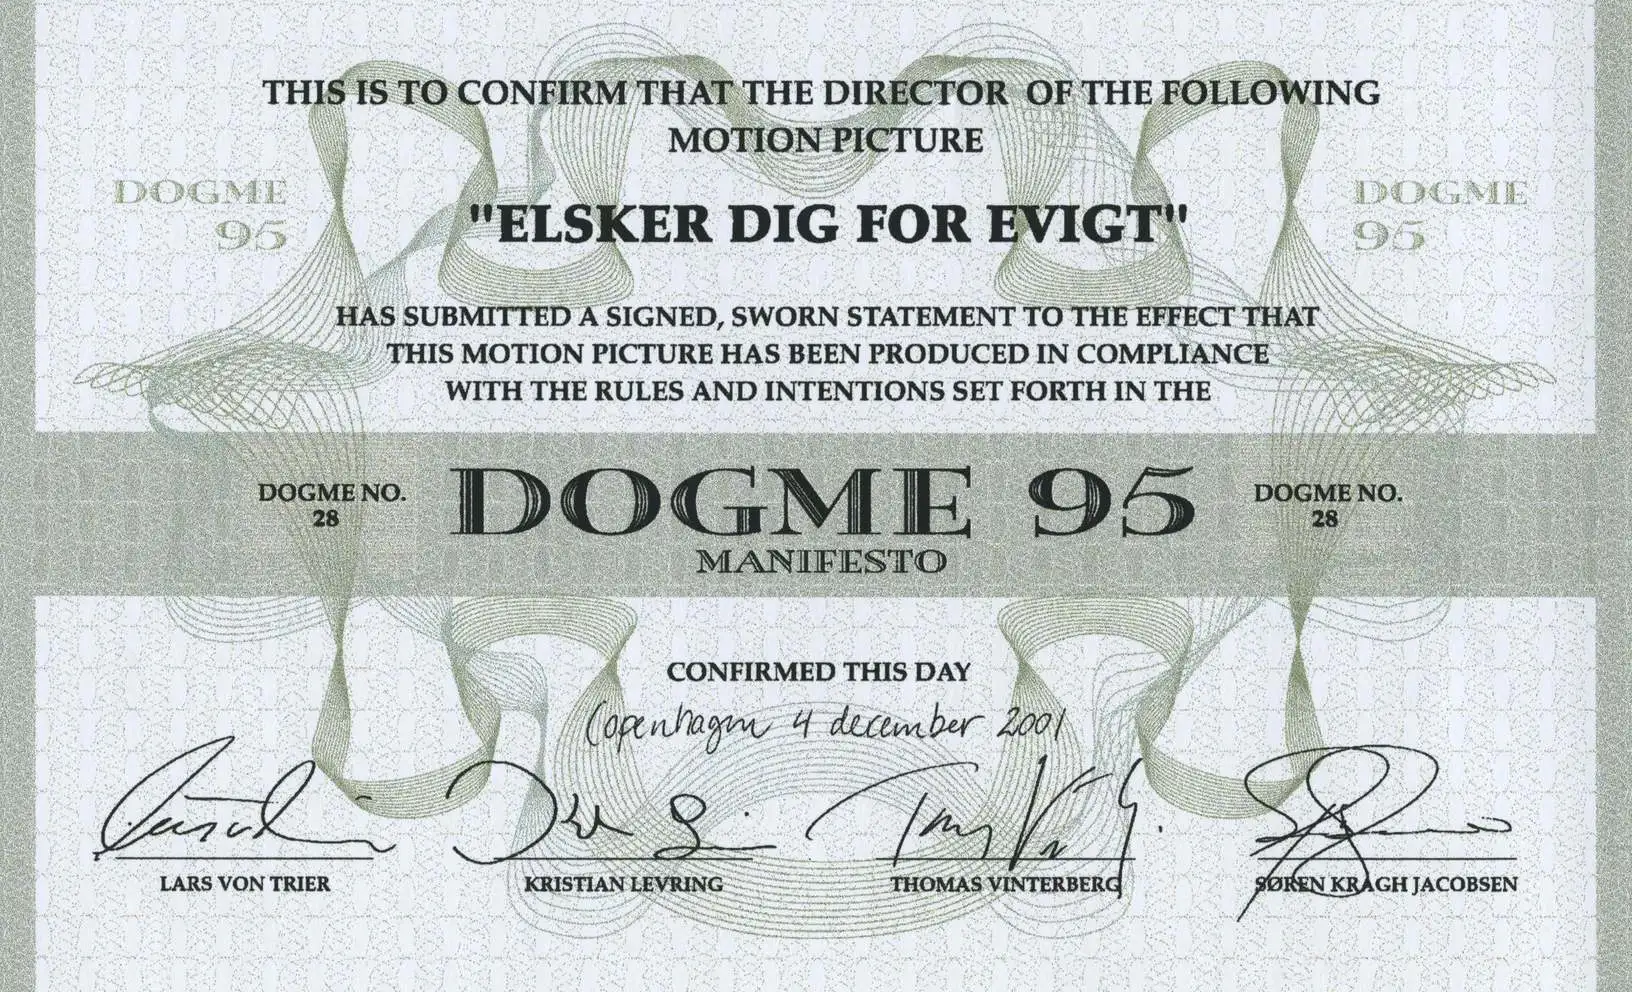 THIS IS TO CONFIRM THAT THE DIRECTOR OF THE FOLLOWING
MOTION PICTURE
DOGME
95
DOGME
95
"ELSKER DIG FOR EVIGT"
HAS SUBMITTED A SIGNED, SWORN STATEMENT TO THE EFFECT THAT
THIS MOTION PICTURE HAS BEEN PRODUCED IN COMPLIANCE
WITH THE RULES AND INTENTIONS SET FORTH IN THE
DOGME NO.
28
DOGME 95
MANIFESTO
DOGME NO.
28
CONFIRMED THIS DAY
Copenhagen 4 december 2001
LARS VON TRIER
KRISTIAN LEVRING
THOMAS VINTERBERG
SØREN KRAGH JACOBSEN